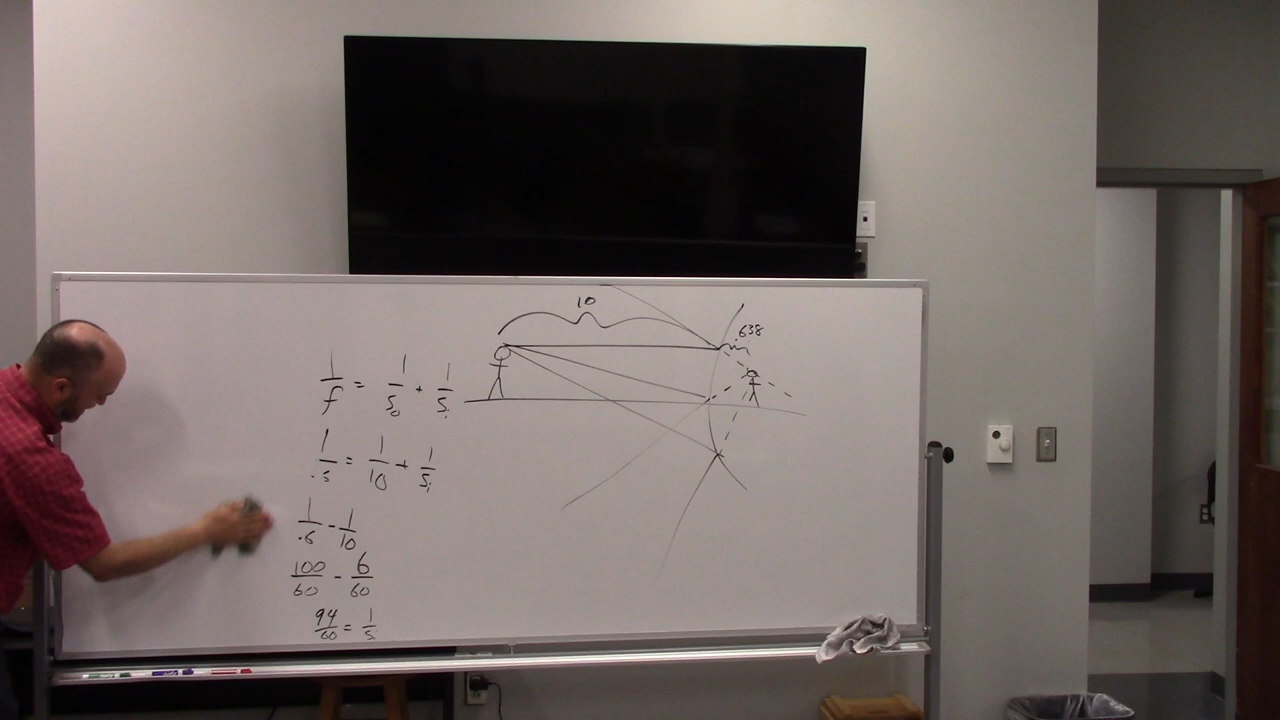 10
.638
1/f = 1/s₀ + 1/sᵢ
1/.6 = 1/10 + 1/sᵢ
1/.6 - 1/10
100/60 - 6/60
94/60 = 1/sᵢ